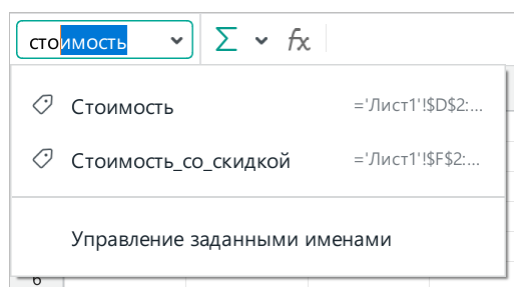 стоимость
Стоимость ='Лист1'!$D$2:...
Стоимость_со_скидкой ='Лист1'!$F$2:...
Управление заданными именами
6